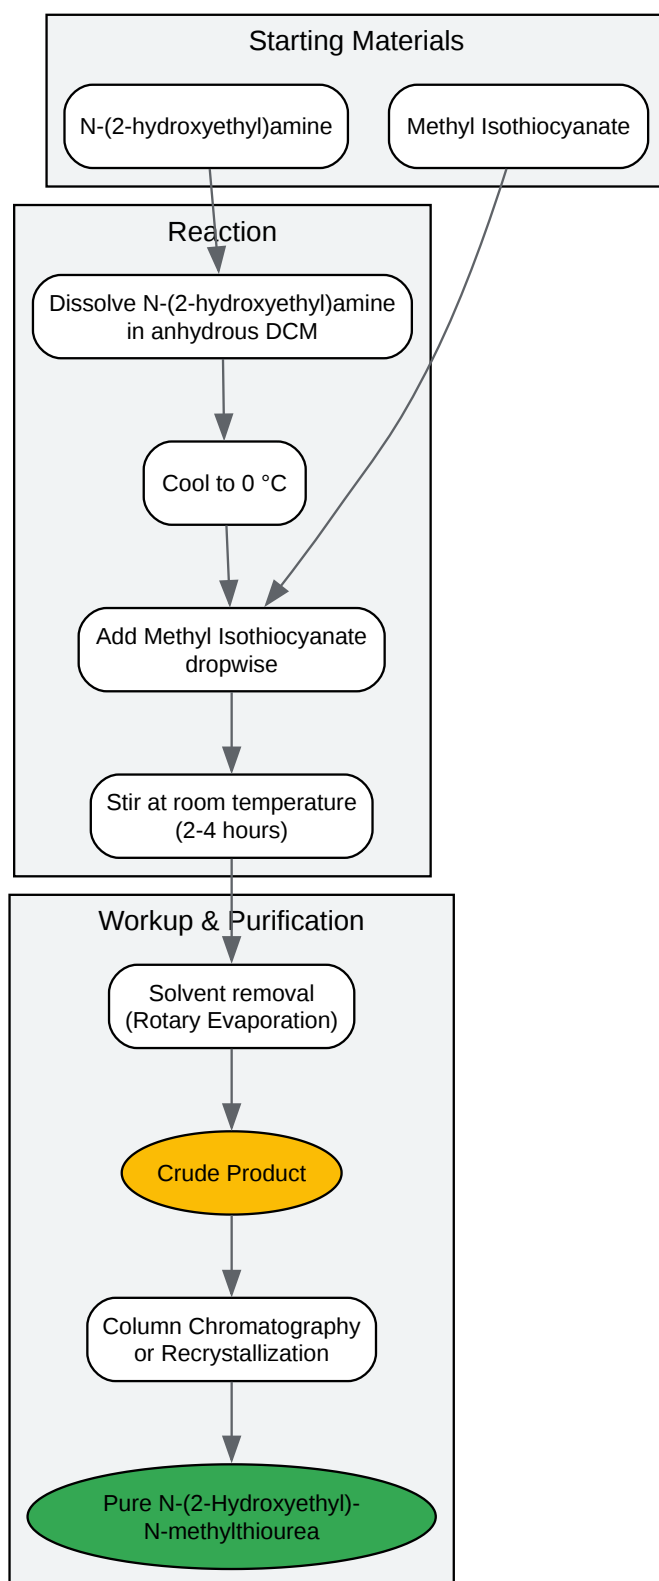 Starting Materials
N-(2-hydroxyethyl)amine
Methyl Isothiocyanate
Reaction
Dissolve N-(2-hydroxyethyl)amine
in anhydrous DCM
Cool to 0 °C
Add Methyl Isothiocyanate
dropwise
Stir at room temperature
(2-4 hours)
Workup & Purification
Solvent removal
(Rotary Evaporation)
Crude Product
Column Chromatography
or Recrystallization
Pure N-(2-Hydroxyethyl)-
N-methylthiourea